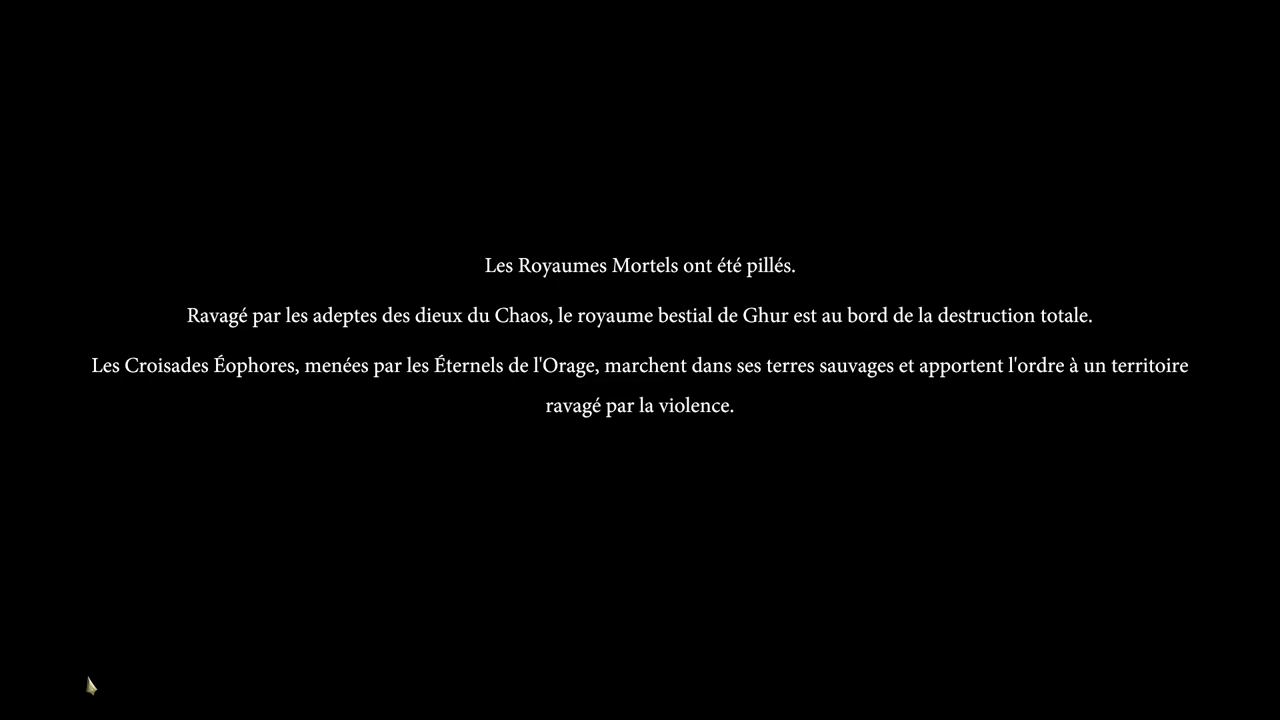 Les Royaumes Mortels ont été pillés.
Ravagé par les adeptes des dieux du Chaos, le royaume bestial de Ghur est au bord de la destruction totale.
Les Croisades Éophores, menées par les Éternels de l'Orage, marchent dans ses terres sauvages et apportent l'ordre à un territoire
ravagé par la violence.